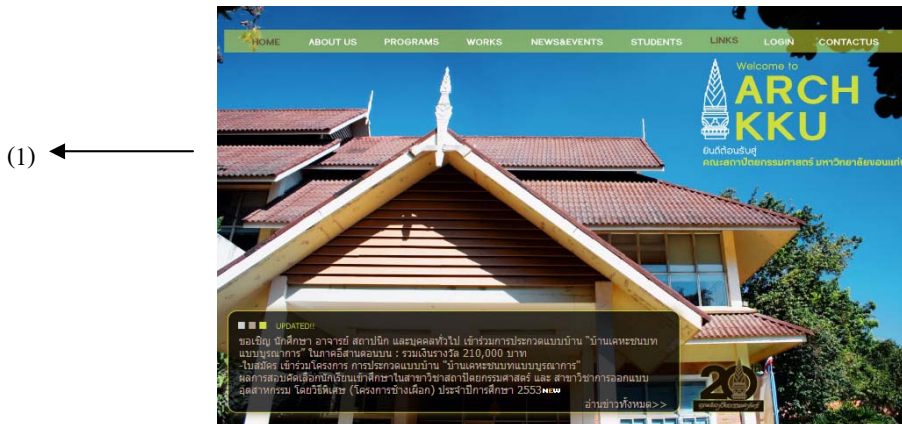 HOME ABOUT US PROGRAMS WORKS NEWS&EVENTS STUDENTS LINKS LOGIN CONTACTUS
Welcome to
ARCH
KKU
ยินดีต้อนรับสู่
คณะสถาปัตยกรรมศาสตร์ มหาวิทยาลัยขอนแก่น
(1)
UPDATED!!
ขอเชิญ นักศึกษา อาจารย์ สถาปนิก และบุคคลทั่วไป เข้าร่วมการประกวดแบบบ้าน "บ้านเคหะชนบท
แบบบูรณาการ" ในภาคอีสานตอนบน : รวมเงินรางวัล 210,000 บาท
-ใบสมัคร เข้าร่วมโครงการ การประกวดแบบบ้าน "บ้านเคหะชนบทแบบบูรณาการ"
ผลการสอบคัดเลือกนักเรียนเข้าศึกษาในสาขาวิชาสถาปัตยกรรมศาสตร์ และ สาขาวิชาการออกแบบ
อุตสาหกรรม โดยวิธีพิเศษ (โครงการช้างเผือก) ประจำปีการศึกษา 2553 NEW
อ่านข่าวทั้งหมด>>
20